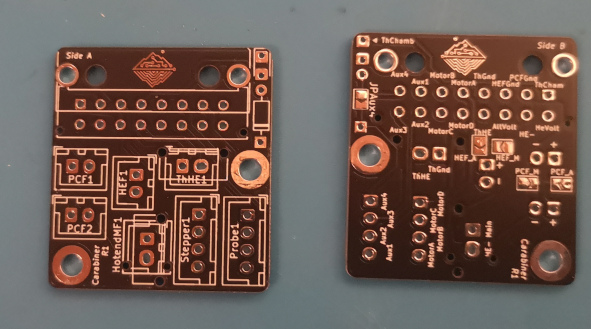 Side A
PCF1
HEF1
ThHE1
PCF2
HotendMF1
Stepper1
Probe1
Carabiner
R1
ThChamb
Side B
JPAux4
Aux4
Aux5
MotorB
MotorA
ThGnd
HEFGnd
PCFGnd
ThCham
Aux3
Aux2
MotorC
MotorD
ThHE
AltVolt
HE-
HeVolt
ThGnd
ThHE
HEF_A
HEF_M
PCF_M
PCF_A
Aux4
Aux3
Aux2
Aux1
MotorD
MotorC
MotorB
MotorA
HE- Main
Carabiner
R1